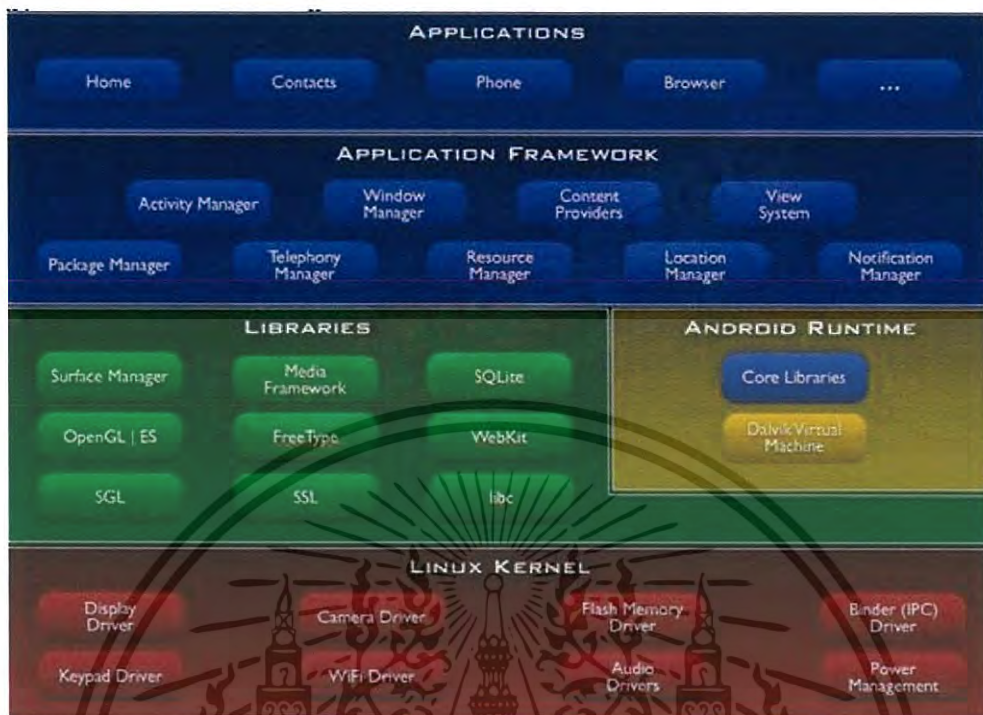 APPLICATIONS
Home Contacts Phone Browser ...
APPLICATION FRAMEWORK
Activity Manager Window Manager Content Providers View System
Package Manager Telephony Manager Resource Manager Location Manager Notification Manager
LIBRARIES
Surface Manager Media Framework SQLite
OpenGL | ES FreeType WebKit
SGL SSL libc
ANDROID RUNTIME
Core Libraries
Dalvik Virtual Machine
LINUX KERNEL
Display Driver Camera Driver Flash Memory Driver Binder (IPC) Driver
Keypad Driver WiFi Driver Audio Drivers Power Management